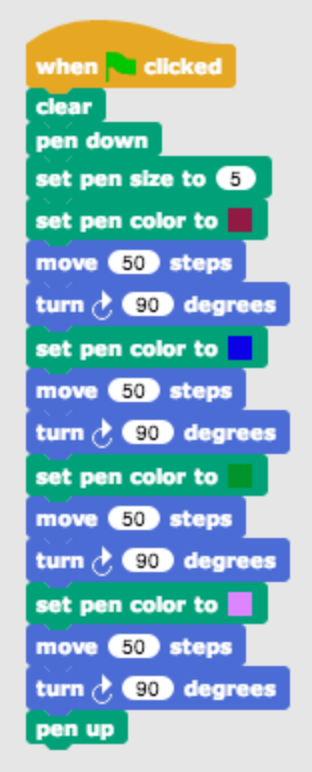 when clicked
clear
pen down
set pen size to 5
set pen color to
move 50 steps
turn 90 degrees
set pen color to
move 50 steps
turn 90 degrees
set pen color to
move 50 steps
turn 90 degrees
set pen color to
move 50 steps
turn 90 degrees
pen up